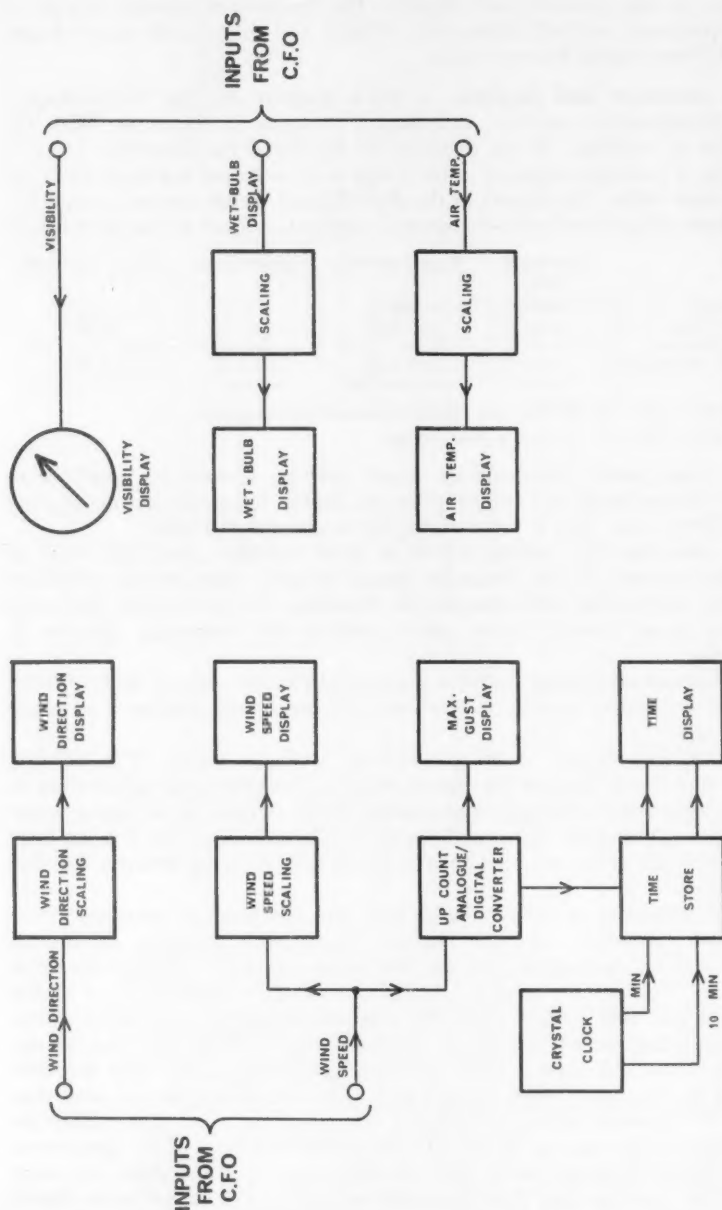 INPUTS
FROM
C.F.O
VISIBILITY
VISIBILITY
DISPLAY
WET-BULB
DISPLAY
SCALING
WET-BULB
DISPLAY
AIR TEMP.
SCALING
AIR TEMP.
DISPLAY
INPUTS
FROM
C.F.O
WIND DIRECTION
WIND
DIRECTION
SCALING
WIND
DIRECTION
DISPLAY
WIND
SPEED
WIND
SPEED
SCALING
WIND
SPEED
DISPLAY
UP COUNT
ANALOGUE/
DIGITAL
CONVERTER
MAX.
GUST DISPLAY
CRYSTAL
CLOCK
MIN
10 MIN
TIME
STORE
TIME
DISPLAY